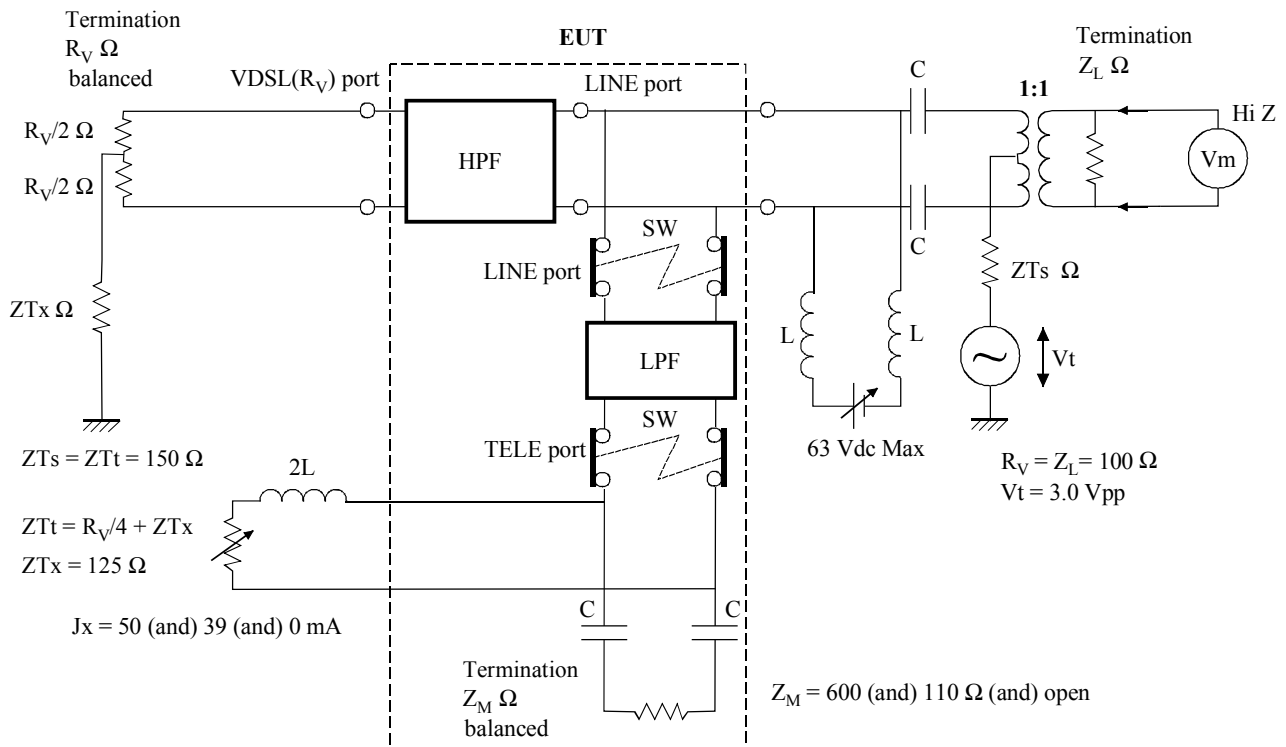 Termination
R_V Ω
balanced
EUT
Termination
Z_L Ω
VDSL(R_V) port
LINE port
C
1:1
Hi Z
R_V/2 Ω
R_V/2 Ω
HPF
Vm
C
SW
LINE port
ZTs Ω
ZTx Ω
L
L
LPF
Vt
SW
TELE port
63 Vdc Max
ZTs = ZTt = 150 Ω
2L
R_V = Z_L = 100 Ω
Vt = 3.0 Vpp
ZTt = R_V/4 + ZTx
ZTx = 125 Ω
C
C
Jx = 50 (and) 39 (and) 0 mA
Termination
Z_M Ω
balanced
Z_M = 600 (and) 110 Ω (and) open